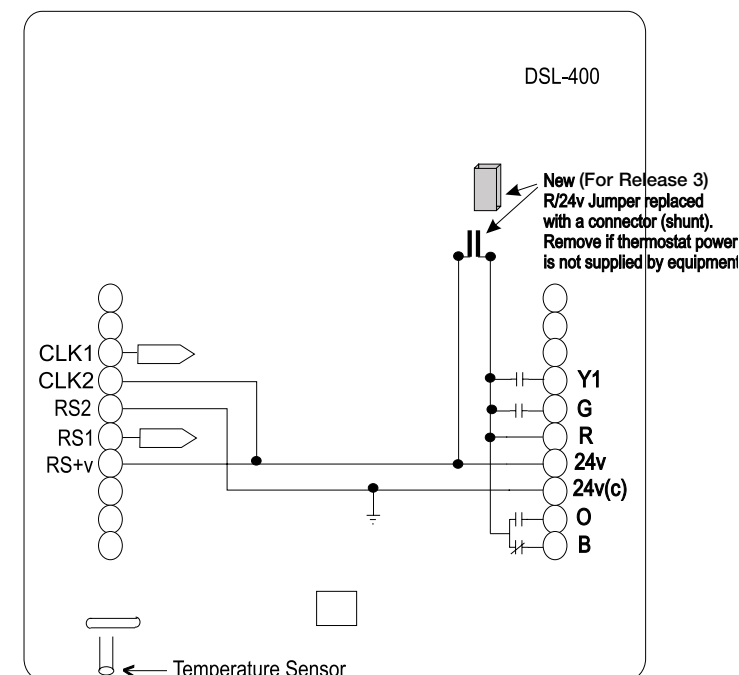 DSL-400
New (For Release 3)
R/24v Jumper replaced
with a connector (shunt).
Remove if thermostat power
is not supplied by equipment
CLK1
CLK2
RS2
RS1
RS+v
Y1
G
R
24v
24v(c)
O
B
Temperature Sensor